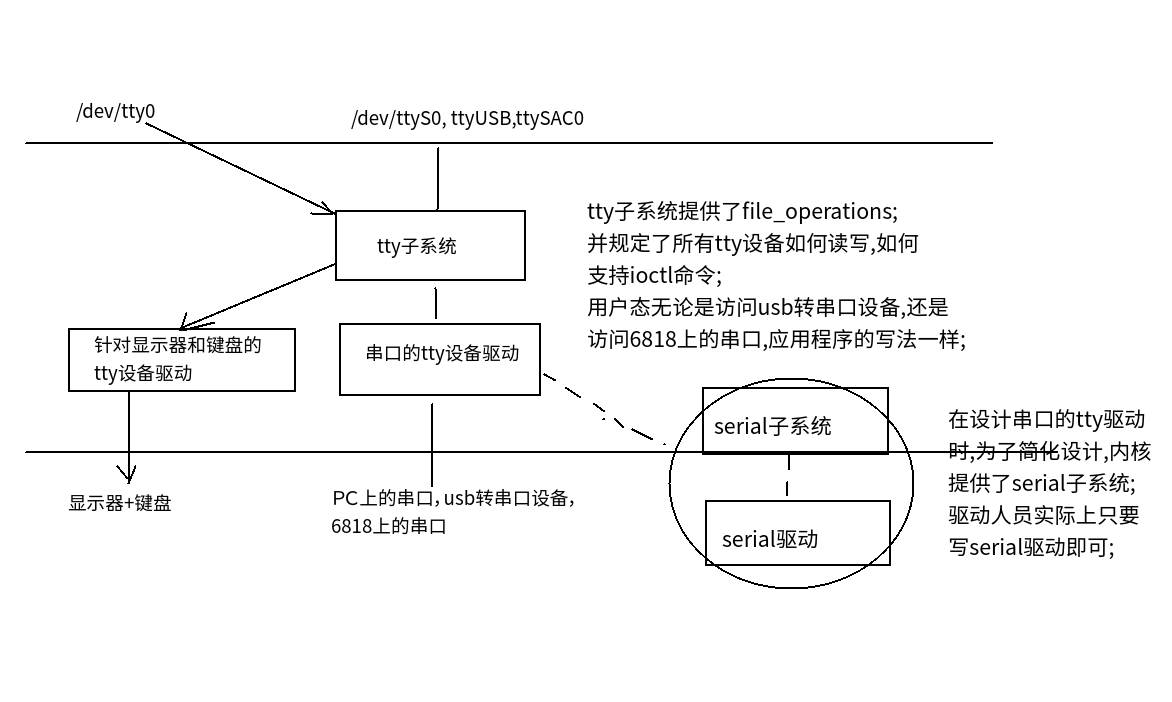 /dev/tty0
/dev/ttyS0, ttyUSB,ttySAC0
tty子系统
tty子系统提供了file_operations;
并规定了所有tty设备如何读写,如何
支持ioctl命令;
用户态无论是访问usb转串口设备,还是
访问6818上的串口,应用程序的写法一样;
针对显示器和键盘的
tty设备驱动
串口的tty设备驱动
serial子系统
在设计串口的tty驱动
时,为了简化设计,内核
提供了serial子系统;
驱动人员实际上只要
写serial驱动即可;
显示器+键盘
PC上的串口，usb转串口设备，
6818上的串口
serial驱动